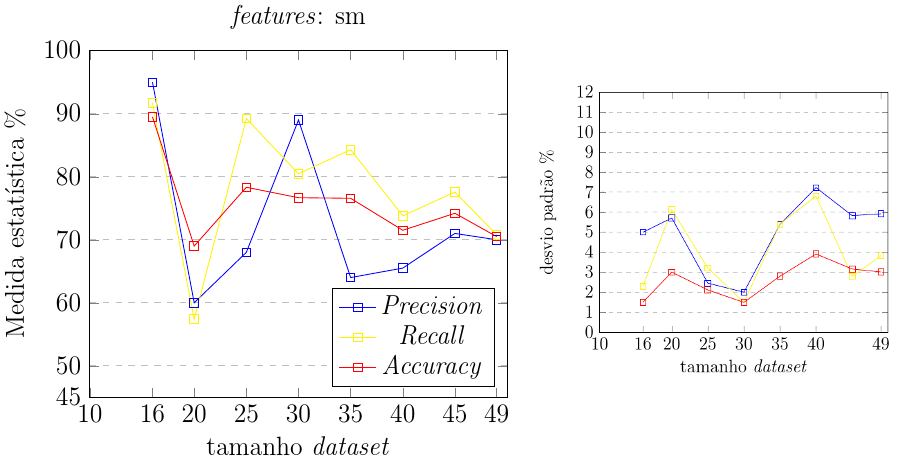 features: sm
100
90
80
70
60
50
45
Medida estatística %
Precision
Recall
Accuracy
10 16 20 25 30 35 40 45 49
tamanho dataset
12
11
10
9
8
7
6
5
4
3
2
1
0
desvio padrão %
10 16 20 25 30 35 40 49
tamanho dataset